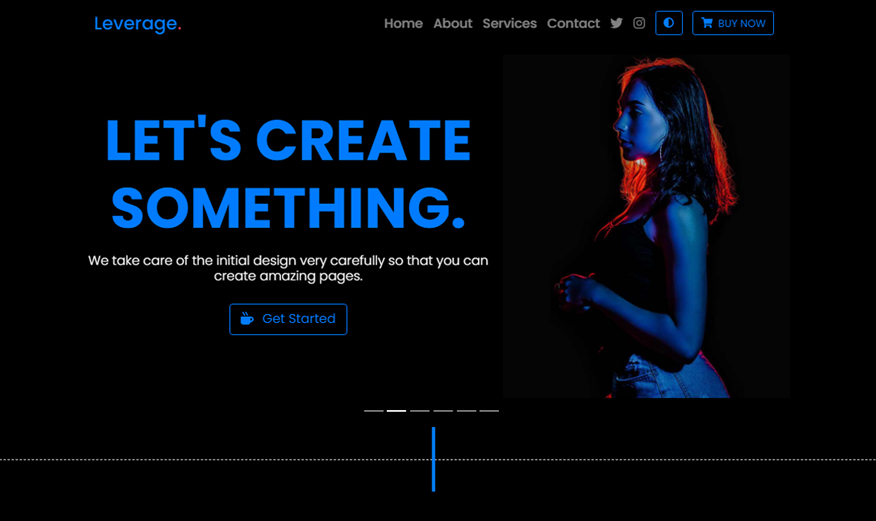 Leverage.
Home About Services Contact BUY NOW
LET'S CREATE
SOMETHING.
We take care of the initial design very carefully so that you can
create amazing pages.
Get Started